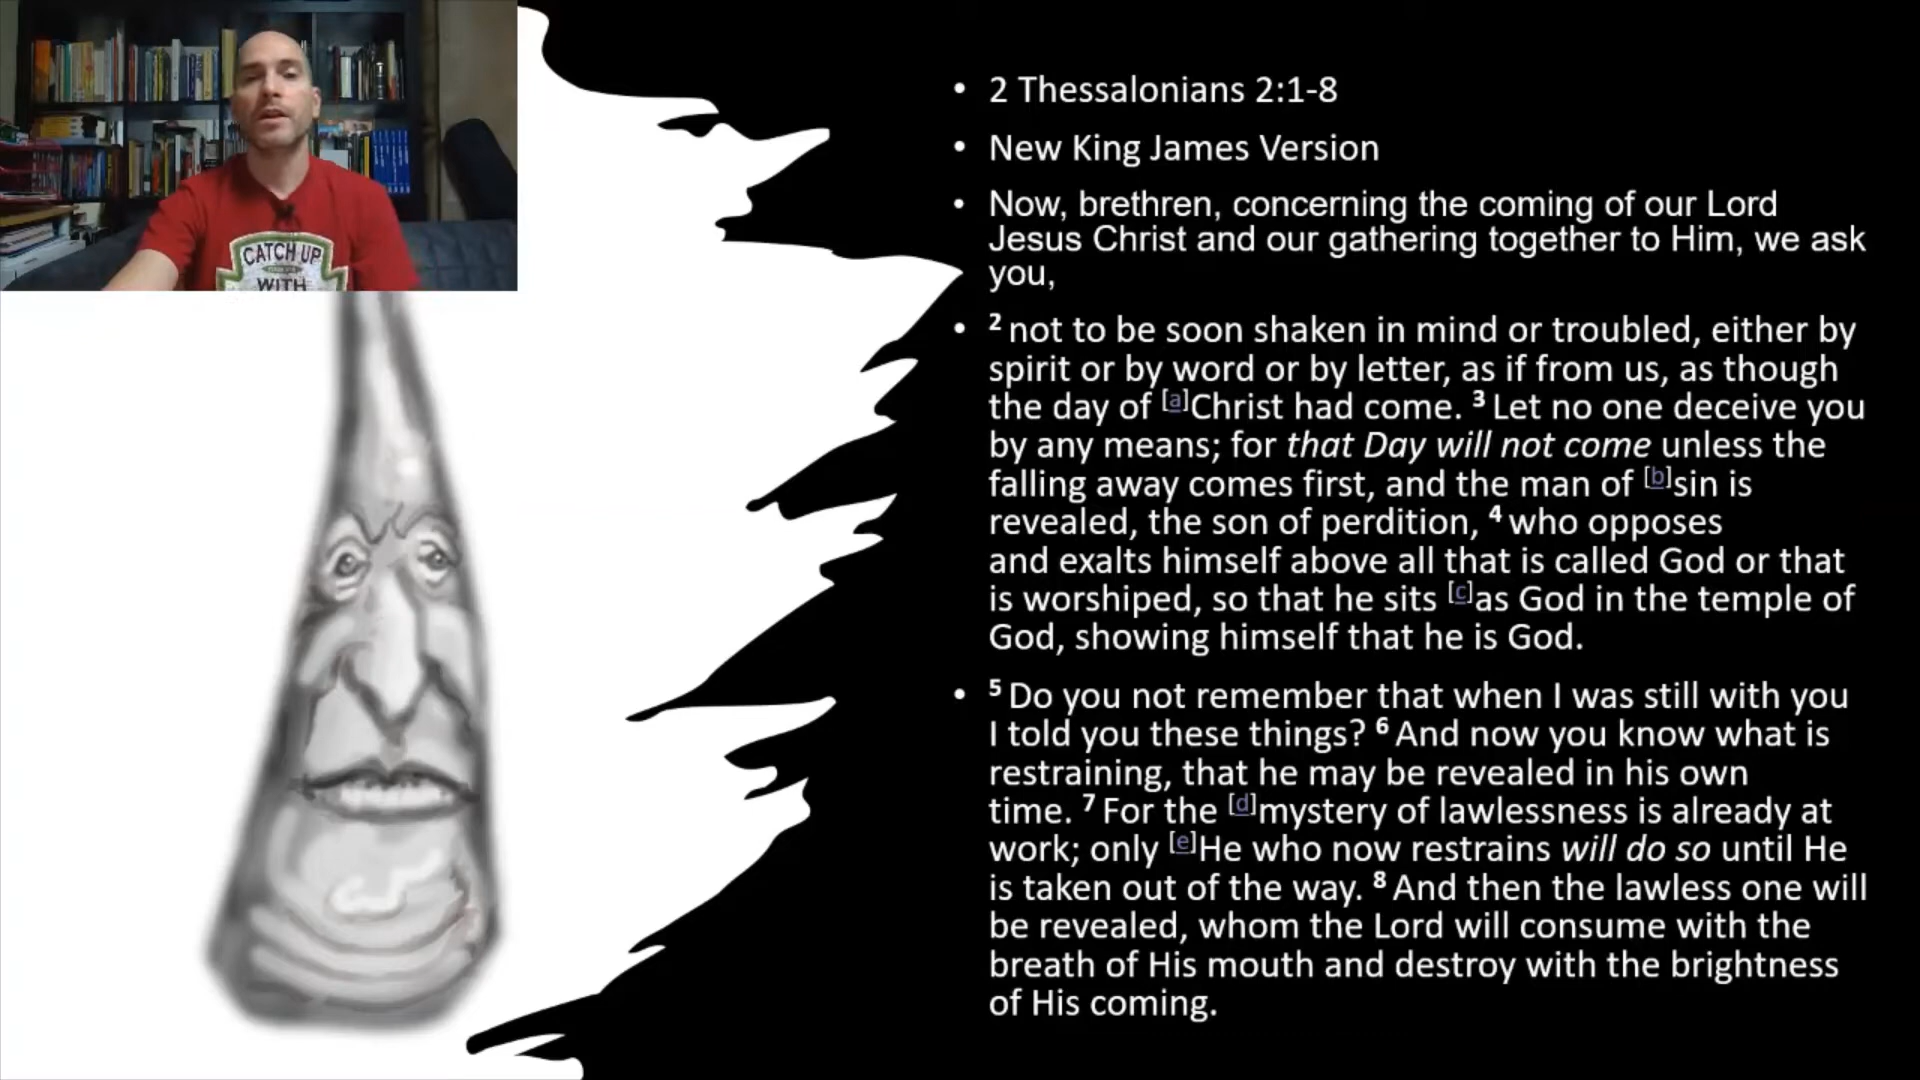 CATCH UP
WITH
• 2 Thessalonians 2:1-8
• New King James Version
• Now, brethren, concerning the coming of our Lord
Jesus Christ and our gathering together to Him, we ask
you,
• 2 not to be soon shaken in mind or troubled, either by
spirit or by word or by letter, as if from us, as though
the day of [a]Christ had come. 3 Let no one deceive you
by any means; for that Day will not come unless the
falling away comes first, and the man of [b]sin is
revealed, the son of perdition, 4 who opposes
and exalts himself above all that is called God or that
is worshiped, so that he sits [c]as God in the temple of
God, showing himself that he is God.
• 5 Do you not remember that when I was still with you
I told you these things? 6 And now you know what is
restraining, that he may be revealed in his own
time. 7 For the [d]mystery of lawlessness is already at
work; only [e]He who now restrains will do so until He
is taken out of the way. 8 And then the lawless one will
be revealed, whom the Lord will consume with the
breath of His mouth and destroy with the brightness
of His coming.